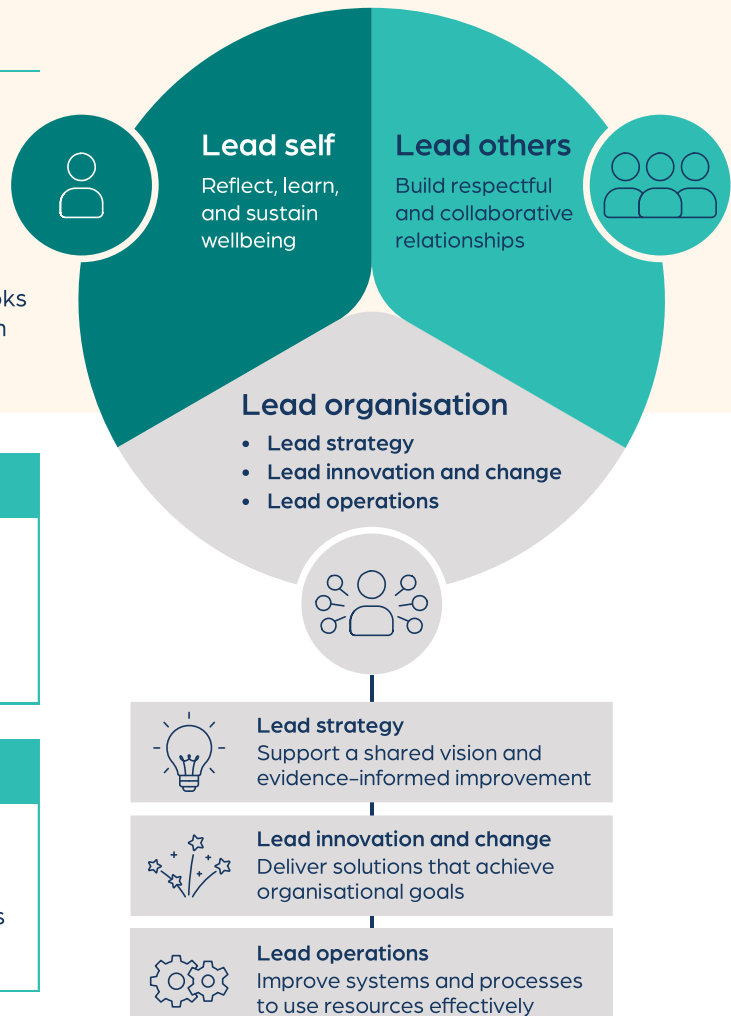 Lead self
Reflect, learn,
and sustain
wellbeing
Lead others
Build respectful
and collaborative
relationships
Lead organisation
• Lead strategy
• Lead innovation and change
• Lead operations
Lead strategy
Support a shared vision and
evidence-informed improvement
Lead innovation and change
Deliver solutions that achieve
organisational goals
Lead operations
Improve systems and processes
to use resources effectively